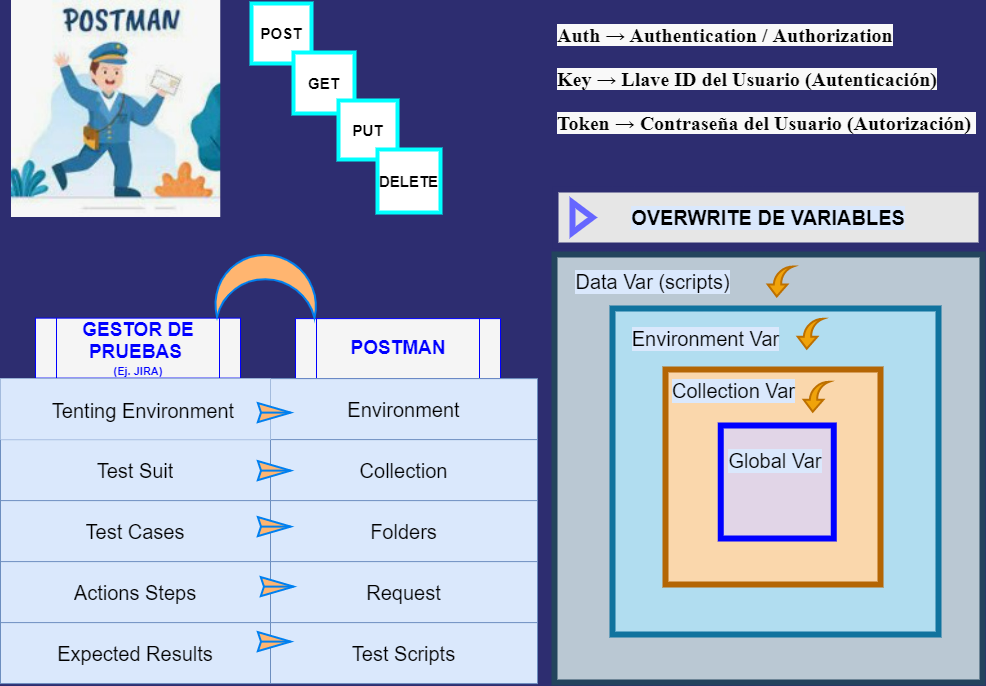 POSTMAN
POST
GET
PUT
DELETE
Auth → Authentication / Authorization
Key → Llave ID del Usuario (Autenticación)
Token → Contraseña del Usuario (Autorización)
OVERWRITE DE VARIABLES
Data Var (scripts)
Environment Var
Collection Var
Global Var
GESTOR DE
PRUEBAS
(Ej. JIRA)
POSTMAN
Tenting Environment
Environment
Test Suit
Collection
Test Cases
Folders
Actions Steps
Request
Expected Results
Test Scripts